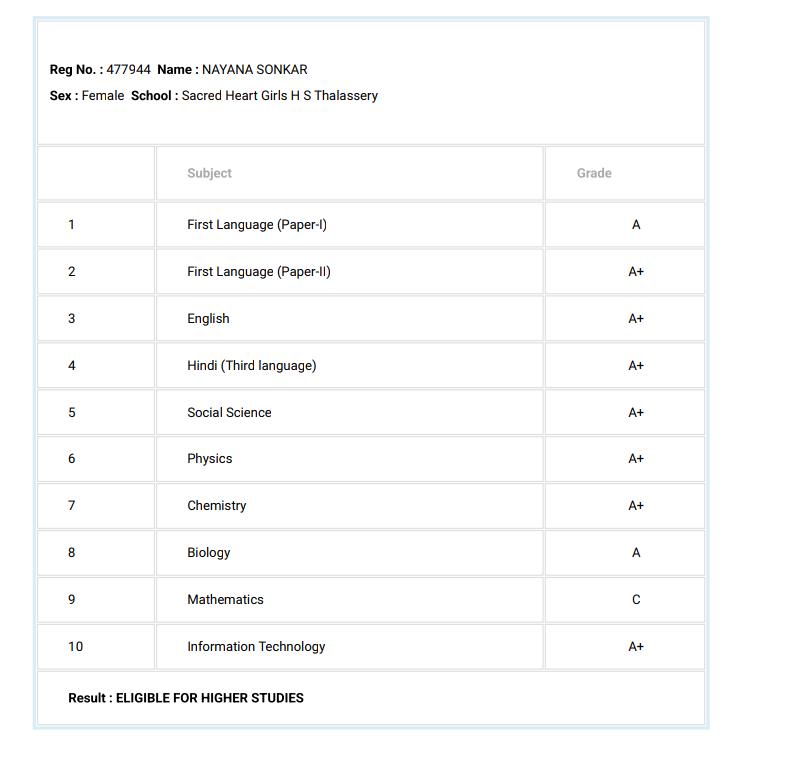 Reg No. : 477944 Name : NAYANA SONKAR
Sex : Female School : Sacred Heart Girls H S Thalassery
Subject Grade
1 First Language (Paper-I) A
2 First Language (Paper-II) A+
3 English A+
4 Hindi (Third language) A+
5 Social Science A+
6 Physics A+
7 Chemistry A+
8 Biology A
9 Mathematics C
10 Information Technology A+
Result : ELIGIBLE FOR HIGHER STUDIES